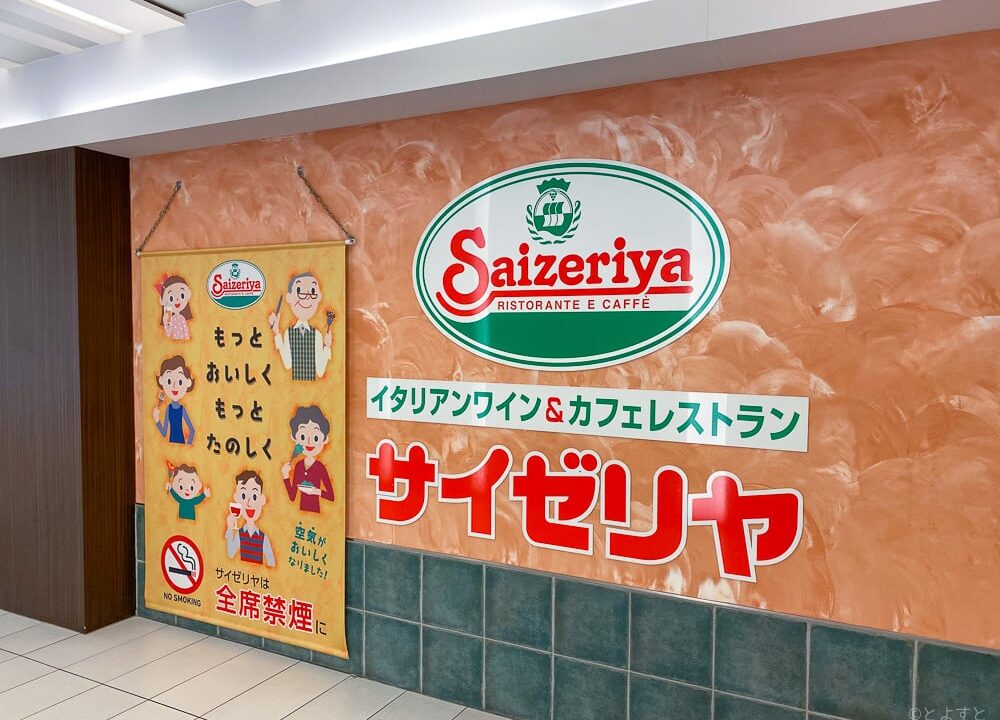 Saizeriya
RISTORANTE E CAFFÈ
もっと
おいしく
もっと
たのしく
空気が
おいしく
なりました!
NO SMOKING
サイゼリヤは
全席禁煙に
Saizeriya
RISTORANTE E CAFFÈ
イタリアンワイン&カフェレストラン
サイゼリヤ
©とよすと